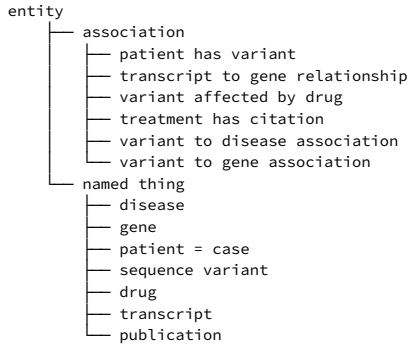 entity
association
patient has variant
transcript to gene relationship
variant affected by drug
treatment has citation
variant to disease association
variant to gene association
named thing
disease
gene
patient = case
sequence variant
drug
transcript
publication